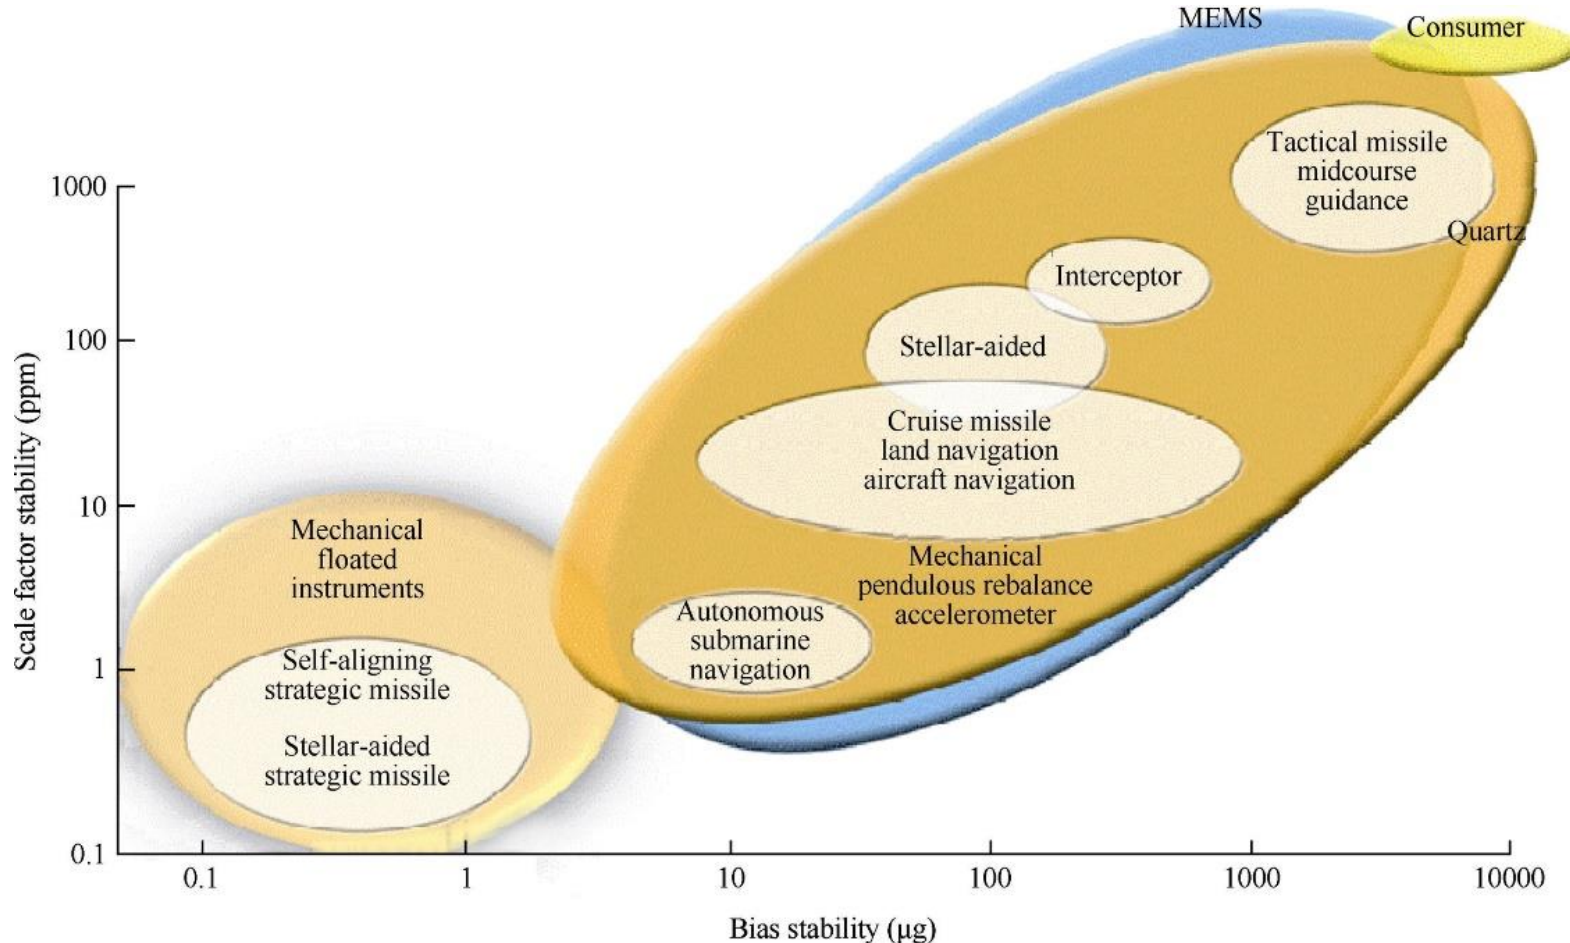 MEMS
Consumer
Tactical missile
midcourse
guidance
Quartz
Interceptor
Stellar-aided
Cruise missile
land navigation
aircraft navigation
Mechanical
pendulous rebalance
accelerometer
Autonomous
submarine
navigation
Mechanical
floated
instruments
Self-aligning
strategic missile
Stellar-aided
strategic missile
Scale factor stability (ppm)
1000
100
10
1
0.1
0.1
1
10
100
1000
10000
Bias stability (μg)